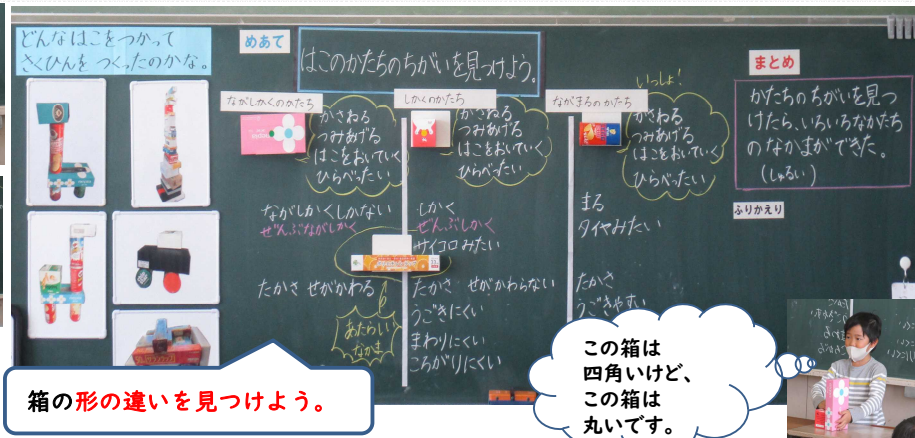 どんなはこをつかって
さくひんをつくったのかな。
めあて
はこのかたちのちがいを見つけよう。
ながしかくのかたち
かさねる
つみあげる
はこをおいていく
ひらべったい
ながしかくしかない
ぜんぶながしかく
たかさ せがかわる
あたらしい
なかま
しかくのかたち
かさねる
つみあげる
はこをおいていく
ひらべったい
しかく
ぜんぶしかく
サイコロみたい
たかさ せがかわらない
うごきにくい
まわりにくい
ころがりにくい
ながまるのかたち
いっしょ!
かさねる
つみあげる
はこをおいていく
ひらべったい
まる
タイヤみたい
たかさ
うごきやすい
まとめ
かたちのちがいを見つ
けたら、いろいろなかたち
のなかまができた。
(しゅるい)
ふりかえり
箱の形の違いを見つけよう。
この箱は
四角いけど、
この箱は
丸いです。